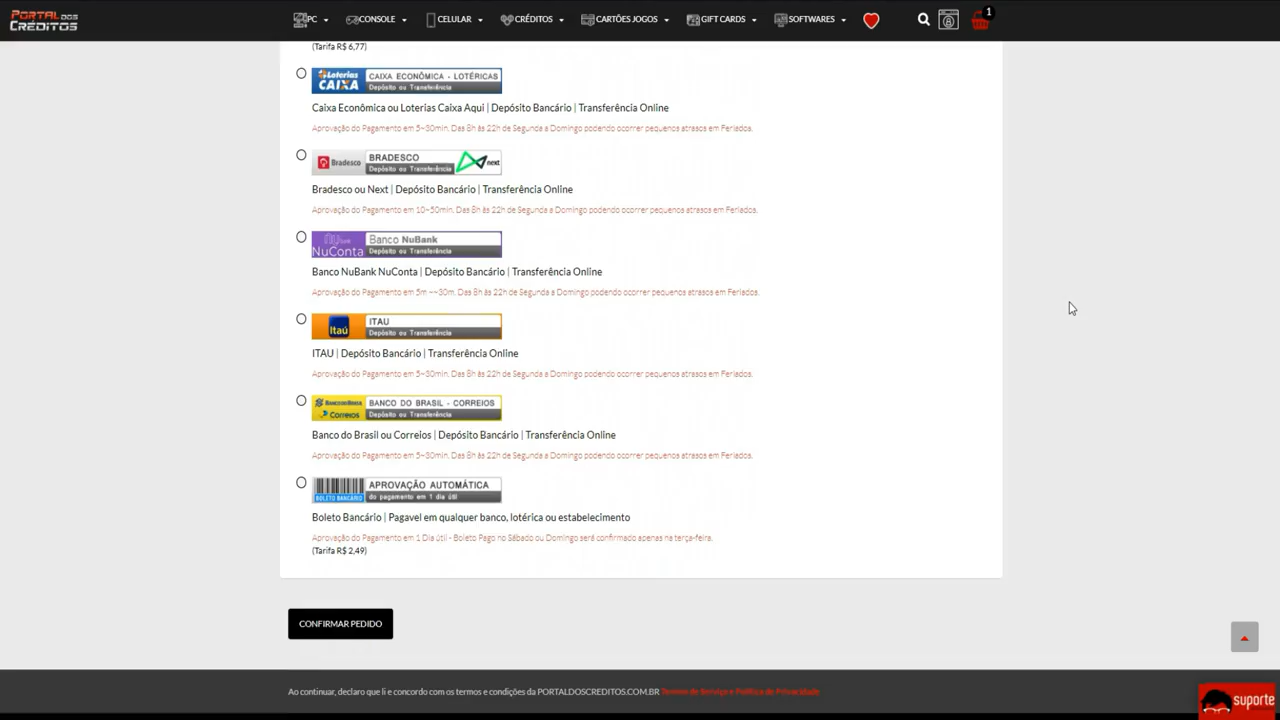 PORTAL DOS
CRÉDITOS
PC
CONSOLE
CELULAR
CRÉDITOS
CARTÕES JOGOS
GIFT CARDS
SOFTWARES
1
(Tarifa R$ 6,77)
Loterias
CAIXA
CAIXA ECONÔMICA - LOTÉRICAS
Caixa Econômica ou Loterias Caixa Aqui | Depósito Bancário | Transferência Online
Aprovação do Pagamento em 5~30min. Das 8h às 22h de Segunda a Domingo podendo ocorrer pequenos atrasos em Feriados.
Bradesco
BRADESCO
Depósito ou Transferência
next
Bradesco ou Next | Depósito Bancário | Transferência Online
Aprovação do Pagamento em 10~50min. Das 8h às 22h de Segunda a Domingo podendo ocorrer pequenos atrasos em Feriados.
NuConta
Banco NuBank
Depósito ou Transferência
Banco NuBank NuConta | Depósito Bancário | Transferência Online
Aprovação do Pagamento em 5m ~~30m. Das 8h às 22h de Segunda a Domingo podendo ocorrer pequenos atrasos em Feriados.
Itaú
ITAU
Depósito ou Transferência
ITAU | Depósito Bancário | Transferência Online
Aprovação do Pagamento em 5~30min. Das 8h às 22h de Segunda a Domingo podendo ocorrer pequenos atrasos em Feriados.
BANCO DO BRASIL
Correios
BANCO DO BRASIL - CORREIOS
Depósito ou Transferência
Banco do Brasil ou Correios | Depósito Bancário | Transferência Online
Aprovação do Pagamento em 5~30min. Das 8h às 22h de Segunda a Domingo podendo ocorrer pequenos atrasos em Feriados.
BOLETO BANCÁRIO
APROVAÇÃO AUTOMÁTICA
do pagamento em 1 dia útil
Boleto Bancário | Pagavel em qualquer banco, lotérica ou estabelecimento
Aprovação do Pagamento em 1 Dia útil - Boleto Pago no Sábado ou Domingo será confirmado apenas na terça-feira.
(Tarifa R$ 2,49)
CONFIRMAR PEDIDO
Ao continuar, declaro que li e concordo com os termos e condições da PORTALDOSCREDITOS.COM.BR Termos de Serviço e Política de Privacidade
suporte